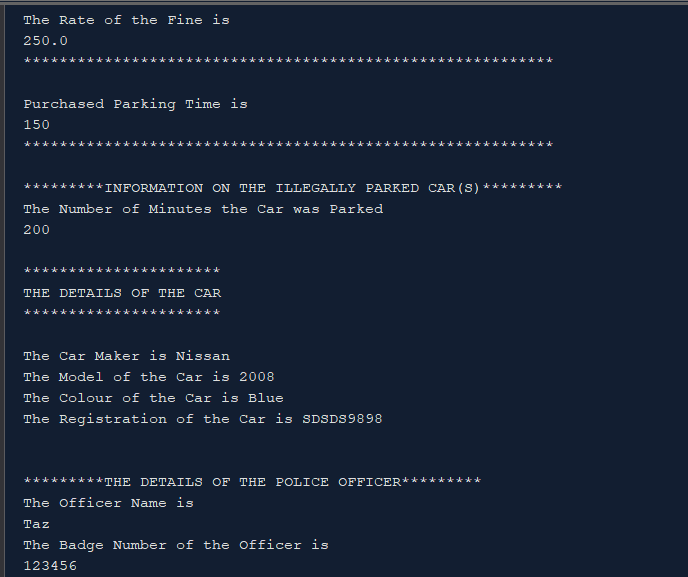 The Rate of the Fine is
250.0
***********************************************************
Purchased Parking Time is
150
***********************************************************
*********INFORMATION ON THE ILLEGALLY PARKED CAR(S)*********
The Number of Minutes the Car was Parked
200
**********************
THE DETAILS OF THE CAR
**********************
The Car Maker is Nissan
The Model of the Car is 2008
The Colour of the Car is Blue
The Registration of the Car is SDSDS9898
*********THE DETAILS OF THE POLICE OFFICER*********
The Officer Name is
Taz
The Badge Number of the Officer is
123456